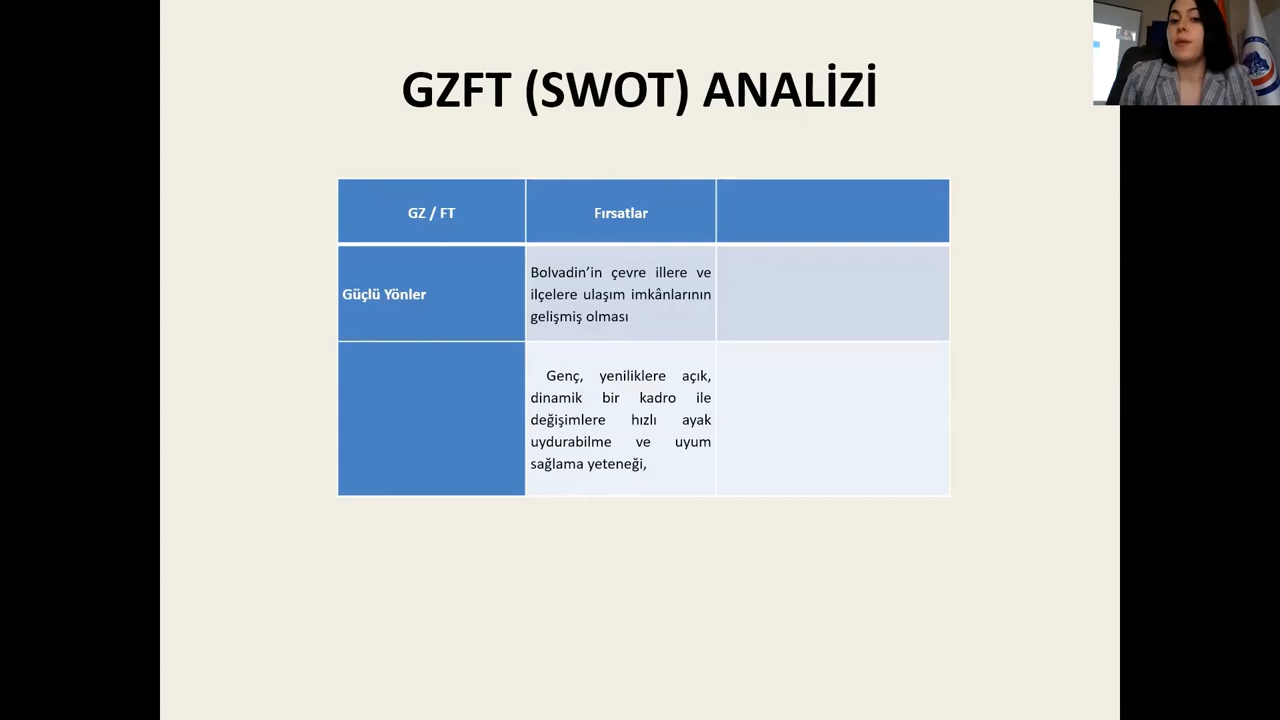 GZFT (SWOT) ANALİZİ
GZ / FT
Fırsatlar
Güçlü Yönler
Bolvadin’in çevre illere ve
ilçelere ulaşım imkânlarının
gelişmiş olması
Genç, yeniliklere açık,
dinamik bir kadro ile
değişimlere hızlı ayak
uydurabilme ve uyum
sağlama yeteneği,